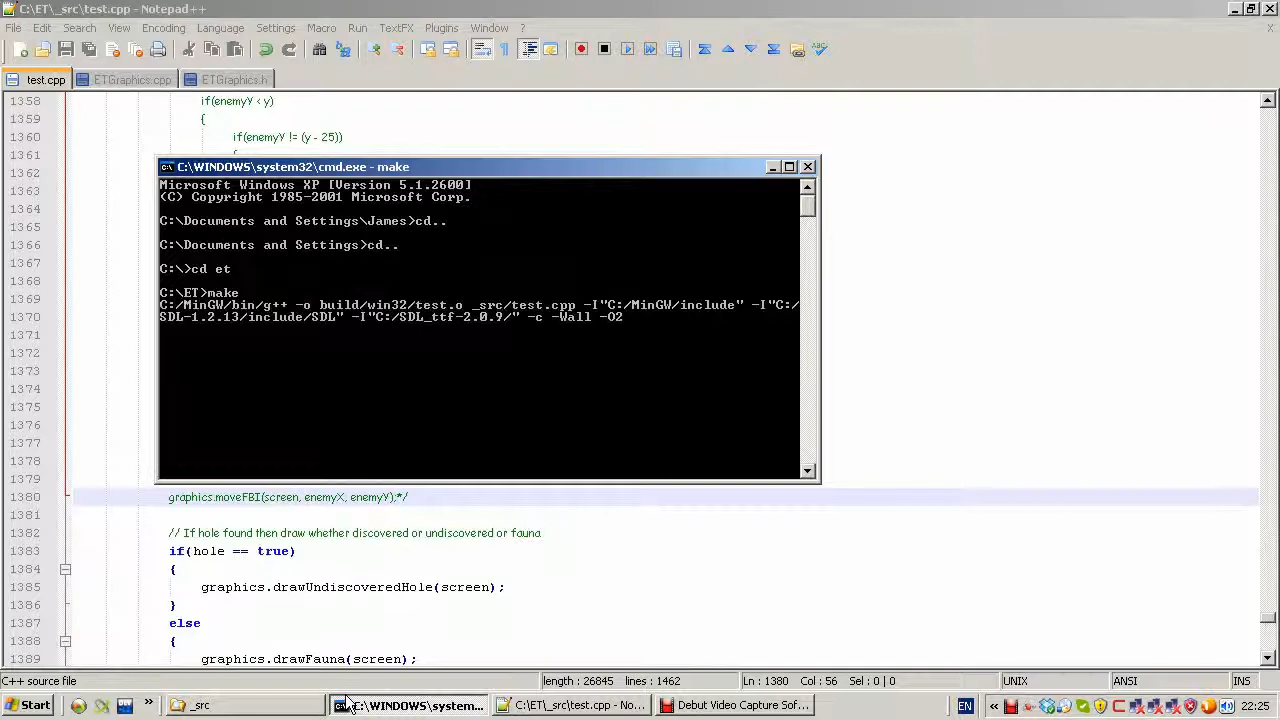 C:\ET\_src\test.cpp - Notepad++
File Edit Search View Encoding Language Settings Macro Run TextFX Plugins Window ?
test.cpp ETGraphics.cpp ETGraphics.h
1358 if(enemyY < y)
1359 {
1360 if(enemyY != (y - 25))
1361
C:\WINDOWS\system32\cmd.exe - make
1362
Microsoft Windows XP [Version 5.1.2600]
1363
(C) Copyright 1985-2001 Microsoft Corp.
1364
C:\Documents and Settings\James>cd..
1365
1366
C:\Documents and Settings>cd..
1367
C:\>cd et
1368
C:\ET>make
1369
C:/MinGW/bin/g++ -o build/win32/test.o _src/test.cpp -I"C:/MinGW/include" -I"C:/
1370
SDL-1.2.13/include/SDL" -I"C:/SDL_ttf-2.0.9/" -c -Wall -O2
1371
1372
1373
1374
1375
1376
1377
1378
1379
1380 graphics.moveFBI(screen, enemyX, enemyY);*/
1381
1382 // If hole found then draw whether discovered or undiscovered or fauna
1383 if(hole == true)
1384 {
1385 graphics.drawUndiscoveredHole(screen);
1386 }
1387 else
1388 {
1389 graphics.drawFauna(screen);
C++ source file length : 26845 lines : 1462 Ln : 1380 Col : 56 Sel : 0 | 0 UNIX ANSI INS
Start » _src C:\WINDOWS\system... C:\ET\_src\test.cpp - No... Debut Video Capture Sof... EN « 22:25